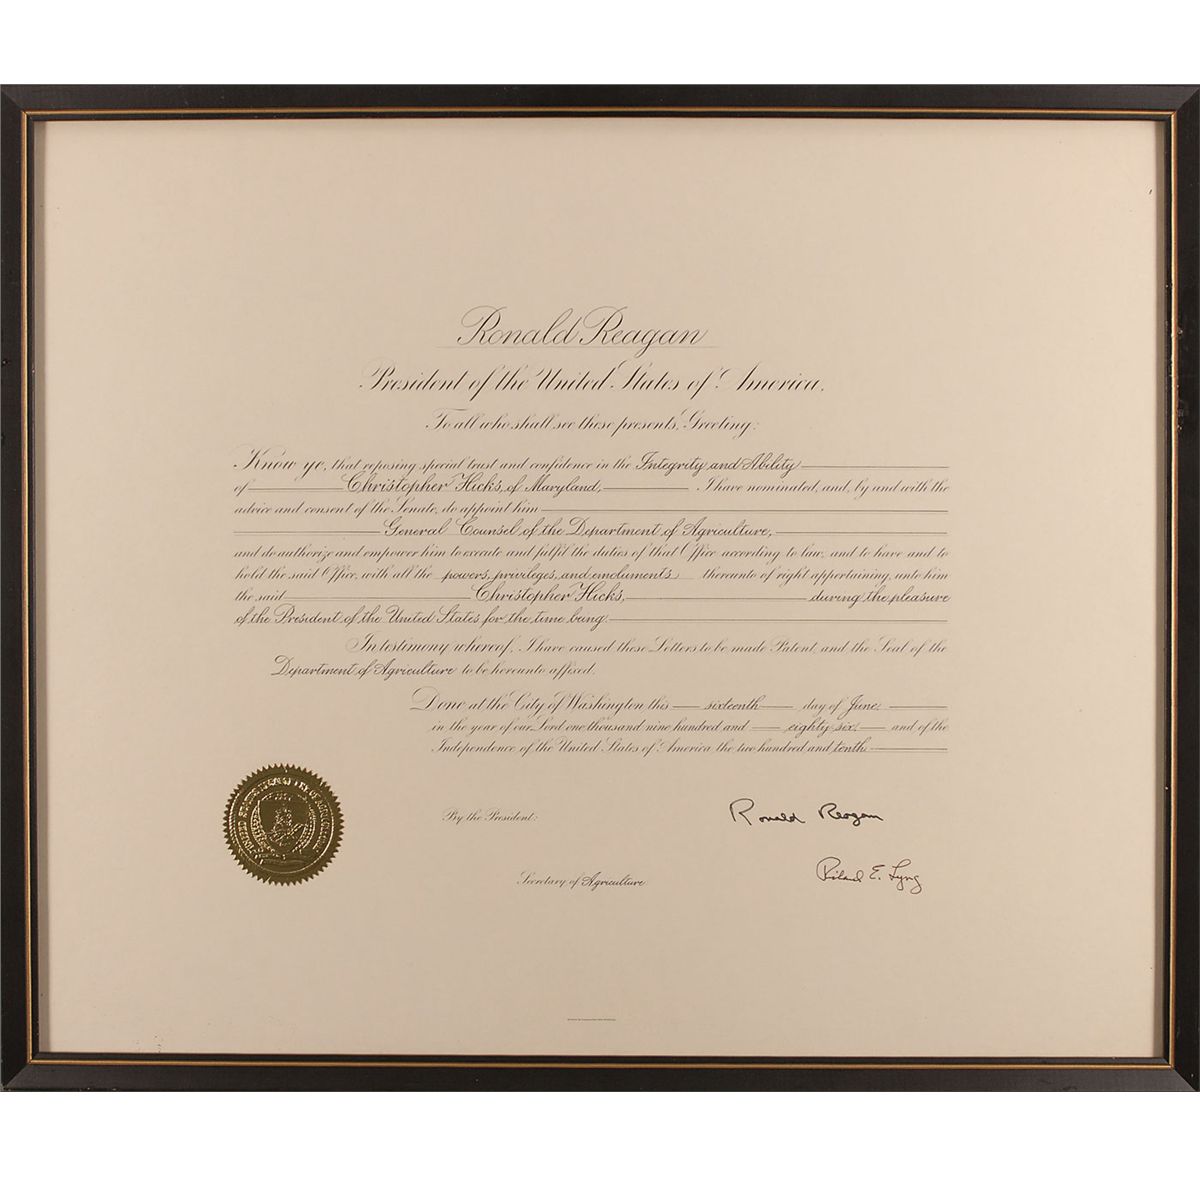 Ronald Reagan
President of the United States of America,
To all who shall see these presents, Greeting:
Know ye, that reposing special trust and confidence in the Integrity and Ability
of Christopher Hicks, of Maryland, I have nominated, and, by and with the
advice and consent of the Senate, do appoint him
General Counsel of the Department of Agriculture,
and do authorize and empower him to execute and fulfil the duties of that Office according to law, and to have and to
hold the said Office, with all the powers, privileges, and emoluments thereunto of right appertaining, unto him
the said Christopher Hicks, during the pleasure
of the President of the United States for the time being.
In testimony whereof, I have caused these Letters to be made Patent, and the Seal of the
Department of Agriculture to be hereunto affixed.
Done at the City of Washington this sixteenth day of June
in the year of our Lord one thousand nine hundred and eighty six, and of the
Independence of the United States of America the two hundred and tenth
By the President:
Ronald Reagan
Richard E. Lyng
Secretary of Agriculture